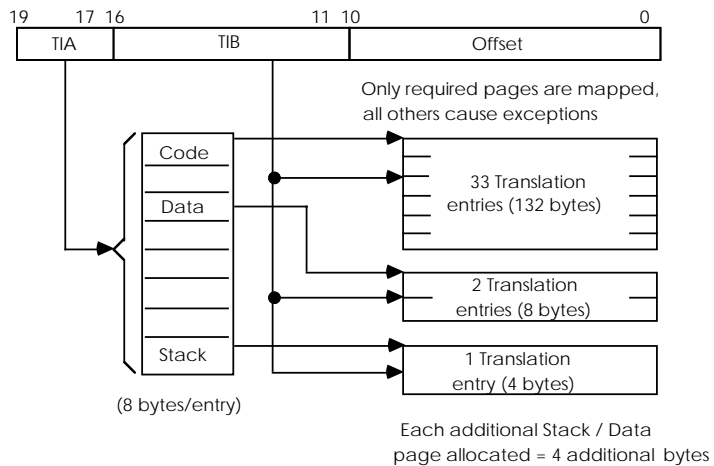 19 17 16 11 10 0
TIA TIB Offset
Only required pages are mapped,
all others cause exceptions
Code
33 Translation
entries (132 bytes)
Data
2 Translation
entries (8 bytes)
Stack
1 Translation
entry (4 bytes)
(8 bytes/entry)
Each additional Stack / Data
page allocated = 4 additional bytes